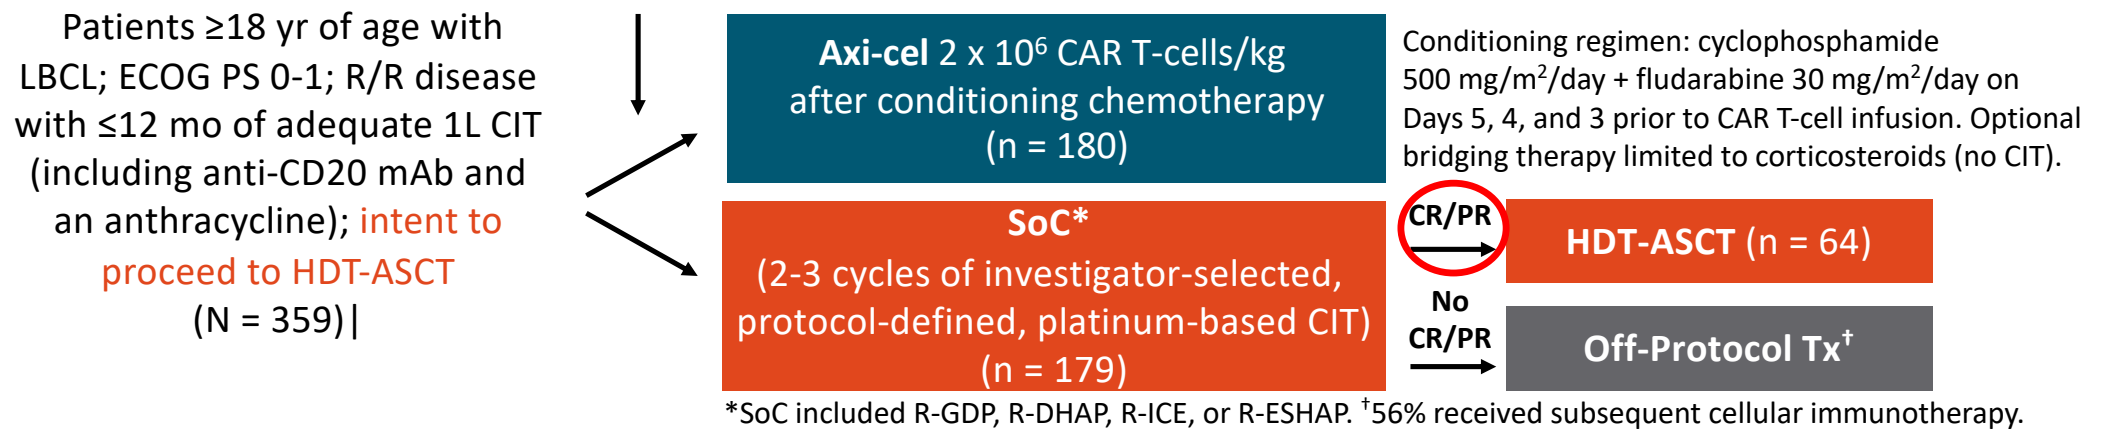 Patients ≥18 yr of age with
LBCL; ECOG PS 0-1; R/R disease
with ≤12 mo of adequate 1L CIT
(including anti-CD20 mAb and
an anthracycline); intent to
proceed to HDT-ASCT
(N = 359)|
Axi-cel 2 x 10⁶ CAR T-cells/kg
after conditioning chemotherapy
(n = 180)
Conditioning regimen: cyclophosphamide
500 mg/m²/day + fludarabine 30 mg/m²/day on
Days 5, 4, and 3 prior to CAR T-cell infusion. Optional
bridging therapy limited to corticosteroids (no CIT).
SoC*
(2-3 cycles of investigator-selected,
protocol-defined, platinum-based CIT)
(n = 179)
CR/PR
HDT-ASCT (n = 64)
No
CR/PR
Off-Protocol Tx†
*SoC included R-GDP, R-DHAP, R-ICE, or R-ESHAP. †56% received subsequent cellular immunotherapy.